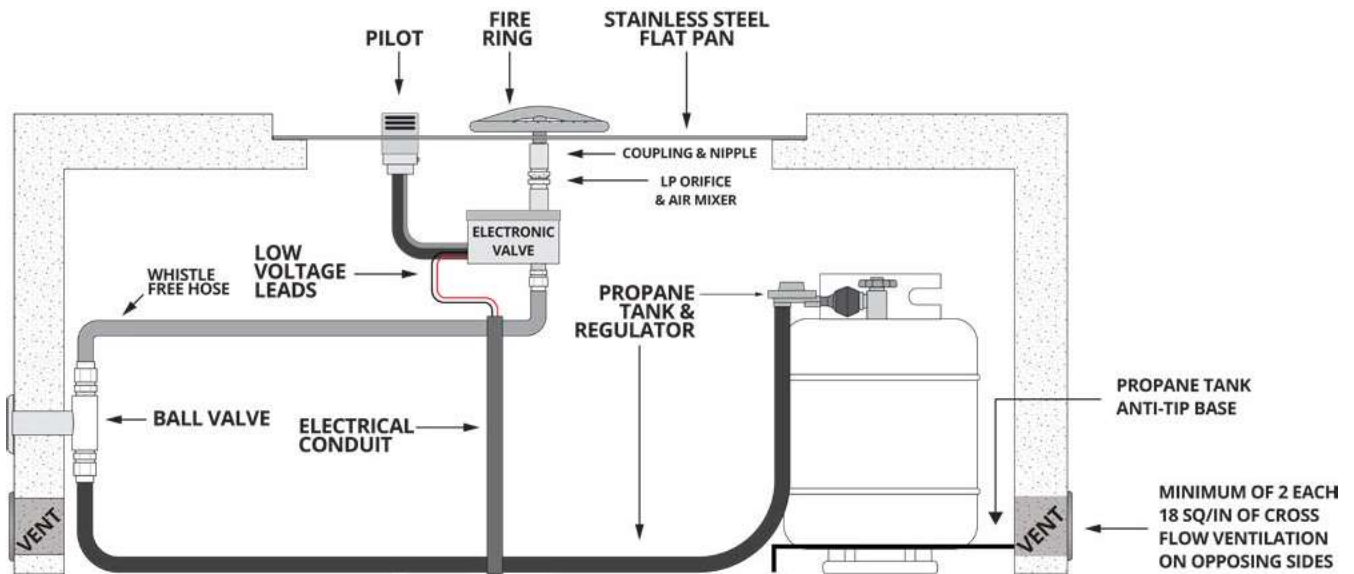 PILOT
FIRE
RING
STAINLESS STEEL
FLAT PAN
COUPLING & NIPPLE
LP ORIFICE
& AIR MIXER
ELECTRONIC
VALVE
LOW
VOLTAGE
LEADS
WHISTLE
FREE HOSE
PROPANE
TANK &
REGULATOR
BALL VALVE
ELECTRICAL
CONDUIT
PROPANE TANK
ANTI-TIP BASE
VENT
VENT
MINIMUM OF 2 EACH
18 SQ/IN OF CROSS
FLOW VENTILATION
ON OPPOSING SIDES